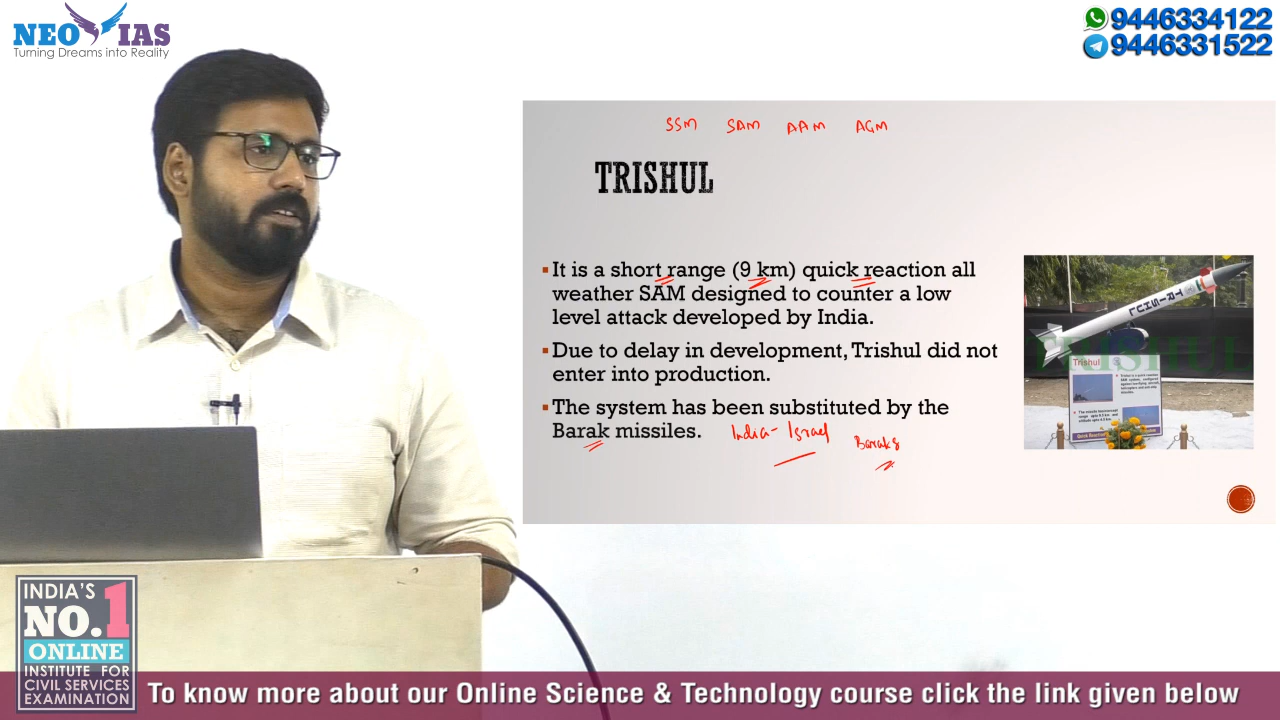 NEO IAS
Turning Dreams into Reality
9446334122
9446331522
SSM SAM AAM AGM
TRISHUL
▪ It is a short range (9 km) quick reaction all
weather SAM designed to counter a low
level attack developed by India.
▪ Due to delay in development, Trishul did not
enter into production.
▪ The system has been substituted by the
Barak missiles.
India - Israel
Barak 8
TRISHUL
Trishul
INDIA'S
NO.1
ONLINE
INSTITUTE FOR
CIVIL SERVICES
EXAMINATION
To know more about our Online Science & Technology course click the link given below